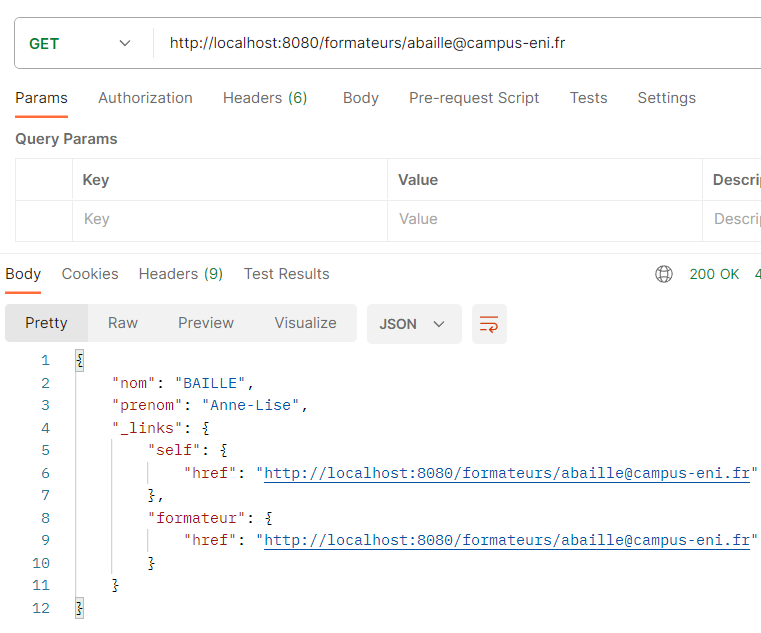 GET http://localhost:8080/formateurs/abaille@campus-eni.fr
Params Authorization Headers (6) Body Pre-request Script Tests Settings
Query Params
Key Value Descri
Key Value Descri
Body Cookies Headers (9) Test Results 200 OK 4
Pretty Raw Preview Visualize JSON
1 {
2 "nom": "BAILLE",
3 "prenom": "Anne-Lise",
4 "_links": {
5 "self": {
6 "href": "http://localhost:8080/formateurs/abaille@campus-eni.fr"
7 },
8 "formateur": {
9 "href": "http://localhost:8080/formateurs/abaille@campus-eni.fr"
10 }
11 }
12 }